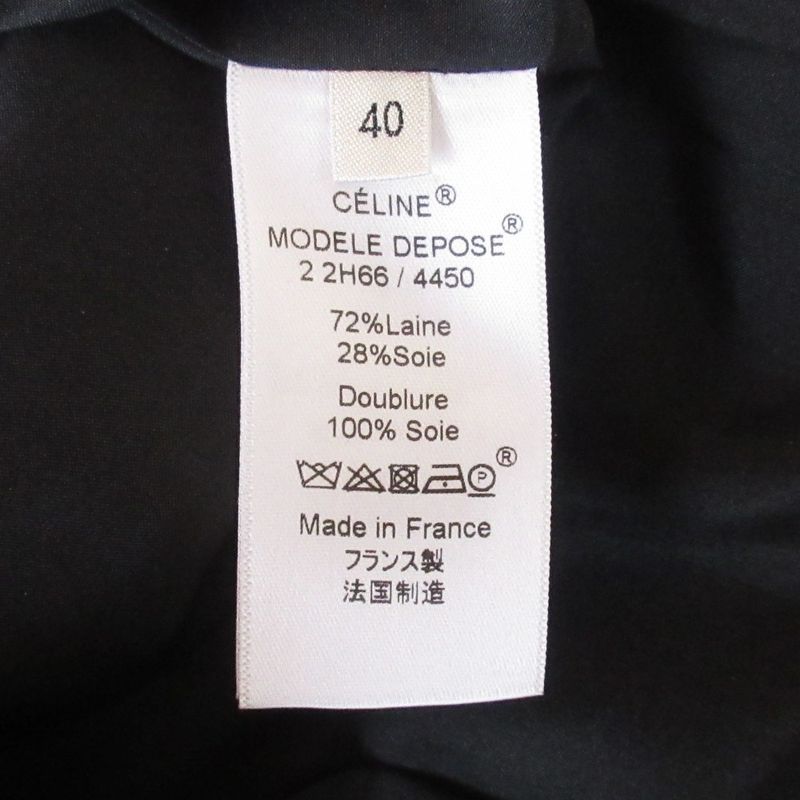 40
CÉLINE®
MODELE DEPOSE®
2 2H66 / 4450
72%Laine
28%Soie
Doublure
100% Soie
P ®
Made in France
フランス製
法国制造